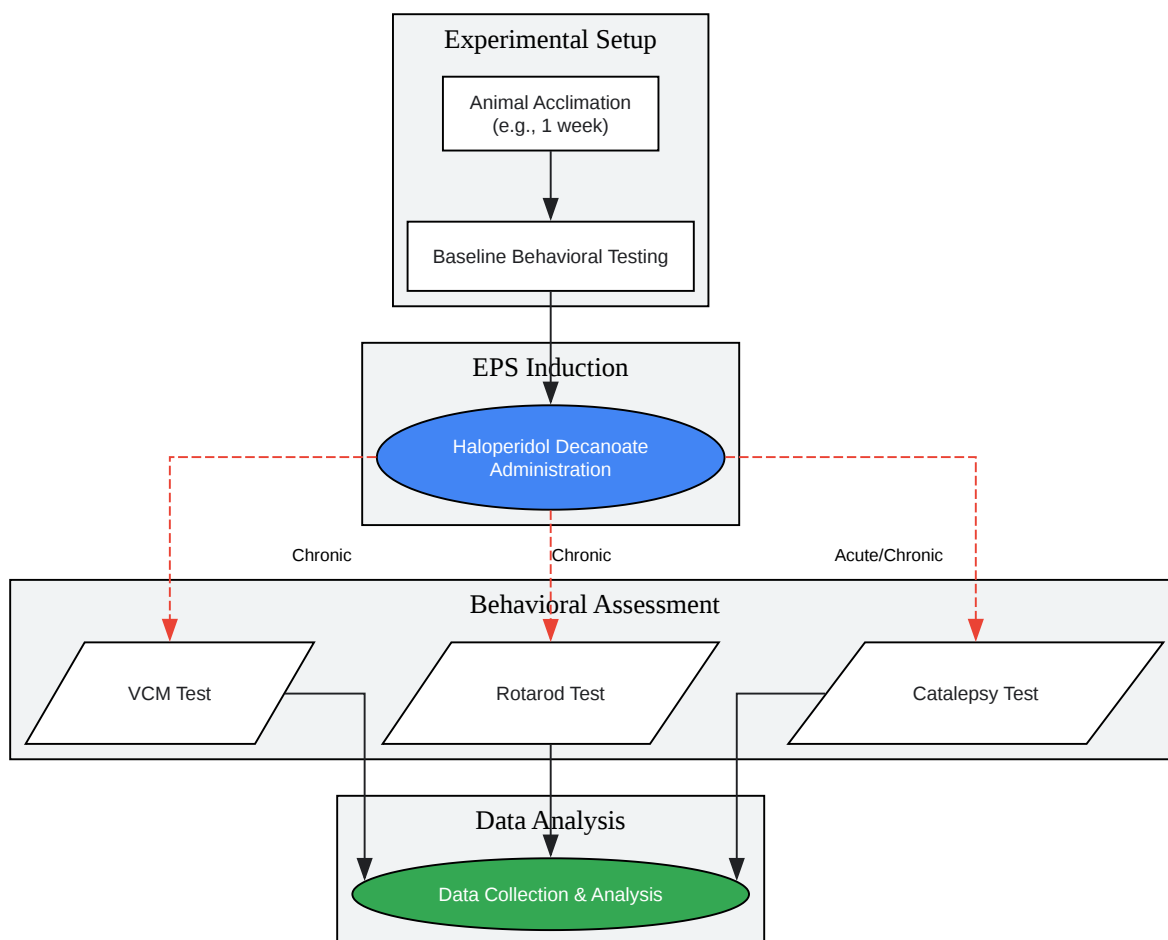 Experimental Setup
Animal Acclimation
(e.g., 1 week)
Baseline Behavioral Testing
EPS Induction
Haloperidol Decanoate
Administration
Chronic
Chronic
Acute/Chronic
Behavioral Assessment
VCM Test
Rotarod Test
Catalepsy Test
Data Analysis
Data Collection & Analysis